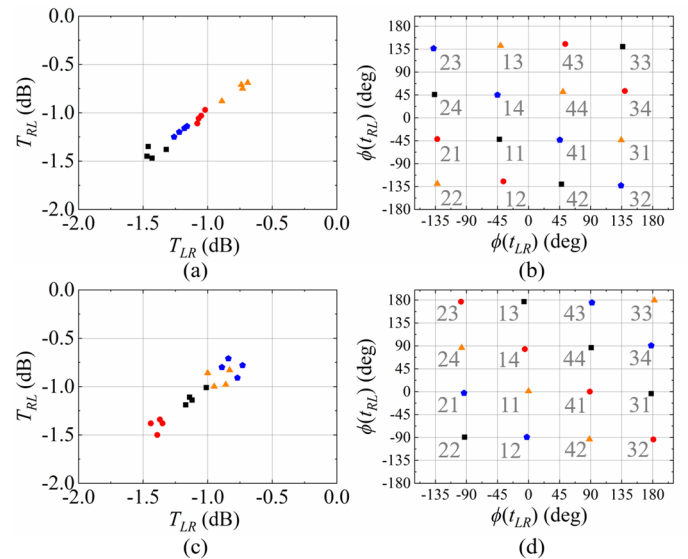 0.0
-0.5
-1.0
-1.5
-2.0
T_RL (dB)
-2.0 -1.5 -1.0 -0.5 0.0
T_LR (dB)
(a)
180
135
90
45
0
-45
-90
-135
-180
ϕ(t_RL) (deg)
23 13 43 33
24 14 44 34
21 11 41 31
22 12 42 32
-135 -90 -45 0 45 90 135 180
ϕ(t_LR) (deg)
(b)
0.0
-0.5
-1.0
-1.5
-2.0
T_RL (dB)
-2.0 -1.5 -1.0 -0.5 0.0
T_LR (dB)
(c)
180
135
90
45
0
-45
-90
-135
-180
ϕ(t_RL) (deg)
23 13 43 33
24 14 44 34
21 11 41 31
22 12 42 32
-135 -90 -45 0 45 90 135 180
ϕ(t_LR) (deg)
(d)